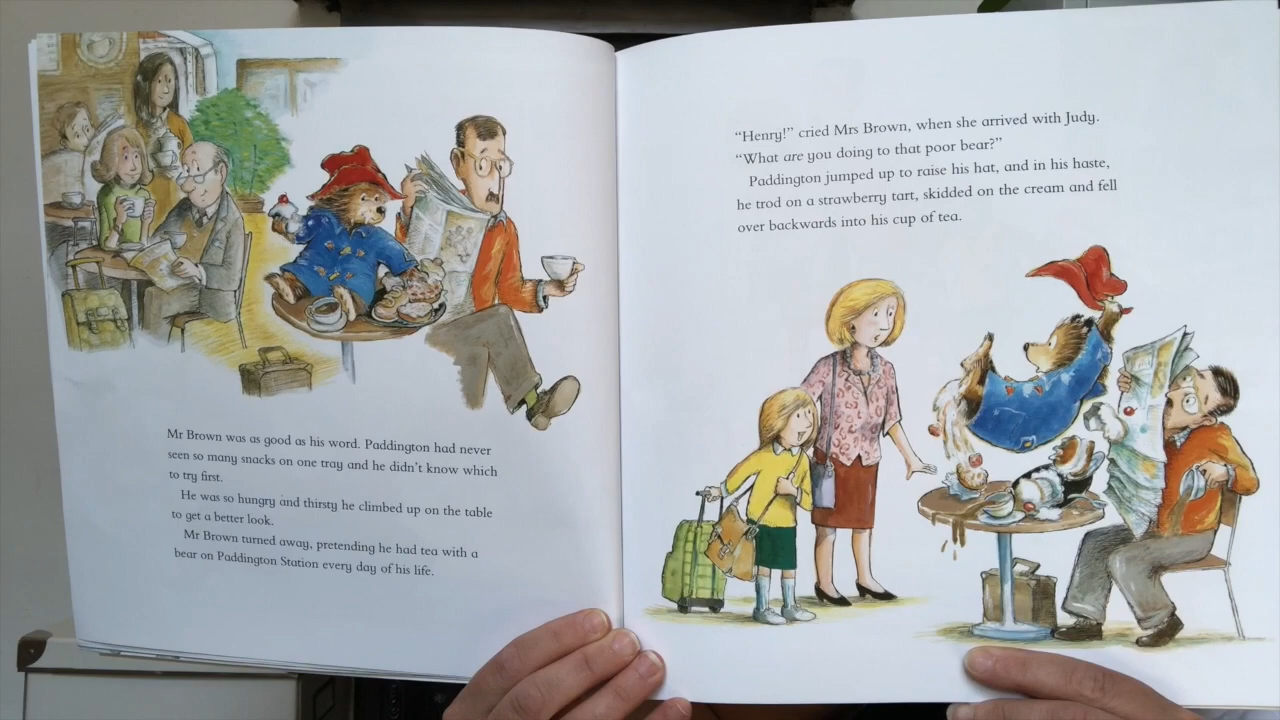 Mr Brown was as good as his word. Paddington had never
seen so many snacks on one tray and he didn't know which
to try first.
He was so hungry and thirsty he climbed up on the table
to get a better look.
Mr Brown turned away, pretending he had tea with a
bear on Paddington Station every day of his life.
“Henry!” cried Mrs Brown, when she arrived with Judy.
“What are you doing to that poor bear?”
Paddington jumped up to raise his hat, and in his haste,
he trod on a strawberry tart, skidded on the cream and fell
over backwards into his cup of tea.